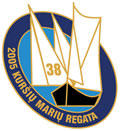 2005 KURŠIŲ MARIŲ REGATA
38